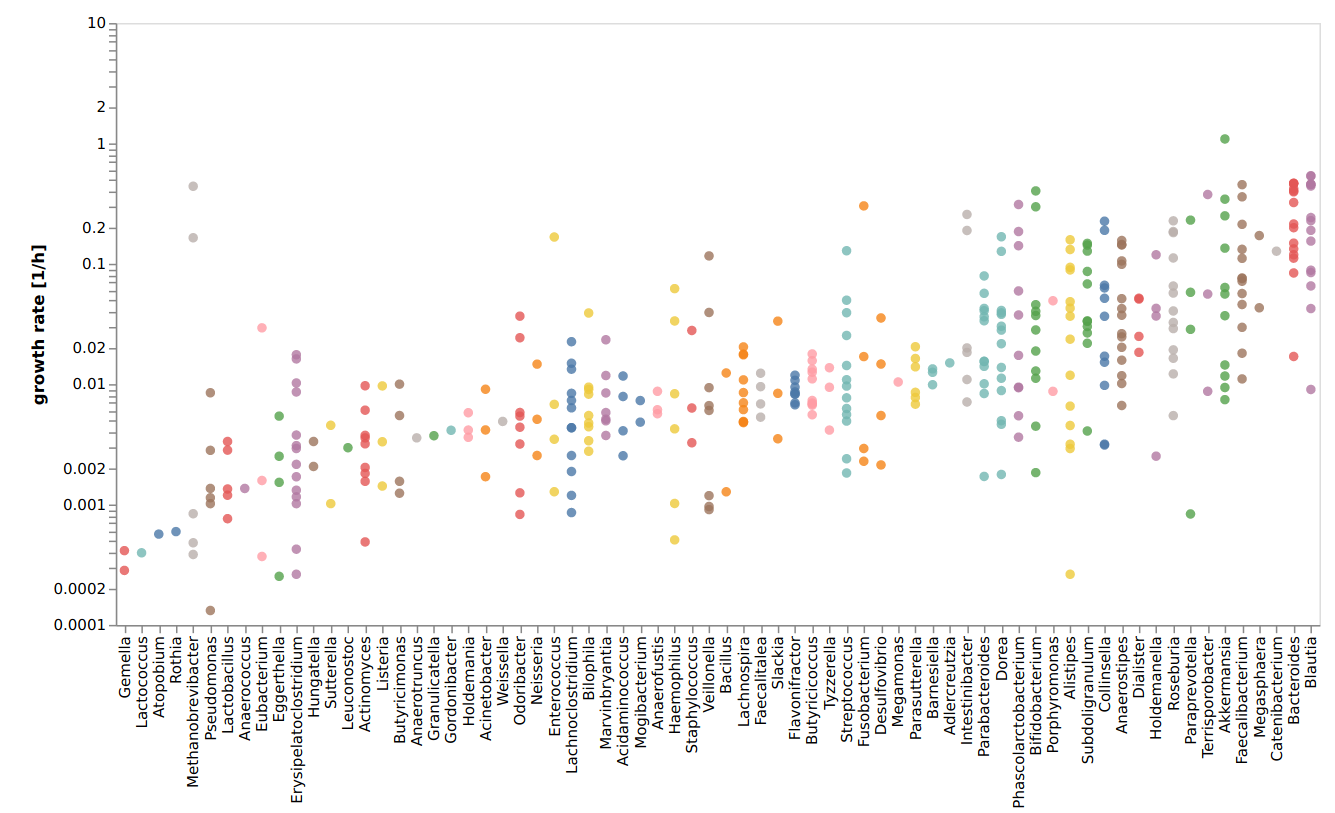 growth rate [1/h]
10
2
1
0.2
0.1
0.02
0.01
0.002
0.001
0.0002
0.0001
Gemella
Lactococcus
Atopobium
Rothia
Methanobrevibacter
Pseudomonas
Lactobacillus
Anaerococcus
Eubacterium
Eggerthella
Erysipelatoclostridium
Hungatella
Sutterella
Leuconostoc
Actinomyces
Listeria
Butyricimonas
Anaerotruncus
Granulicatella
Gordonibacter
Holdemania
Acinetobacter
Weissella
Odoribacter
Neisseria
Enterococcus
Lachnoclostridium
Bilophila
Marvinbryantia
Acidaminococcus
Mogibacterium
Anaerofustis
Haemophilus
Staphylococcus
Veillonella
Bacillus
Lachnospira
Faecalitalea
Slackia
Flavonifractor
Butyricicoccus
Tyzzerella
Streptococcus
Fusobacterium
Desulfovibrio
Megamonas
Parasutterella
Barnesiella
Adlercreutzia
Intestinibacter
Parabacteroides
Dorea
Phascolarctobacterium
Bifidobacterium
Porphyromonas
Alistipes
Subdoligranulum
Collinsella
Anaerostipes
Dialister
Holdemanella
Roseburia
Paraprevotella
Terrisporobacter
Akkermansia
Faecalibacterium
Megasphaera
Catenibacterium
Bacteroides
Blautia